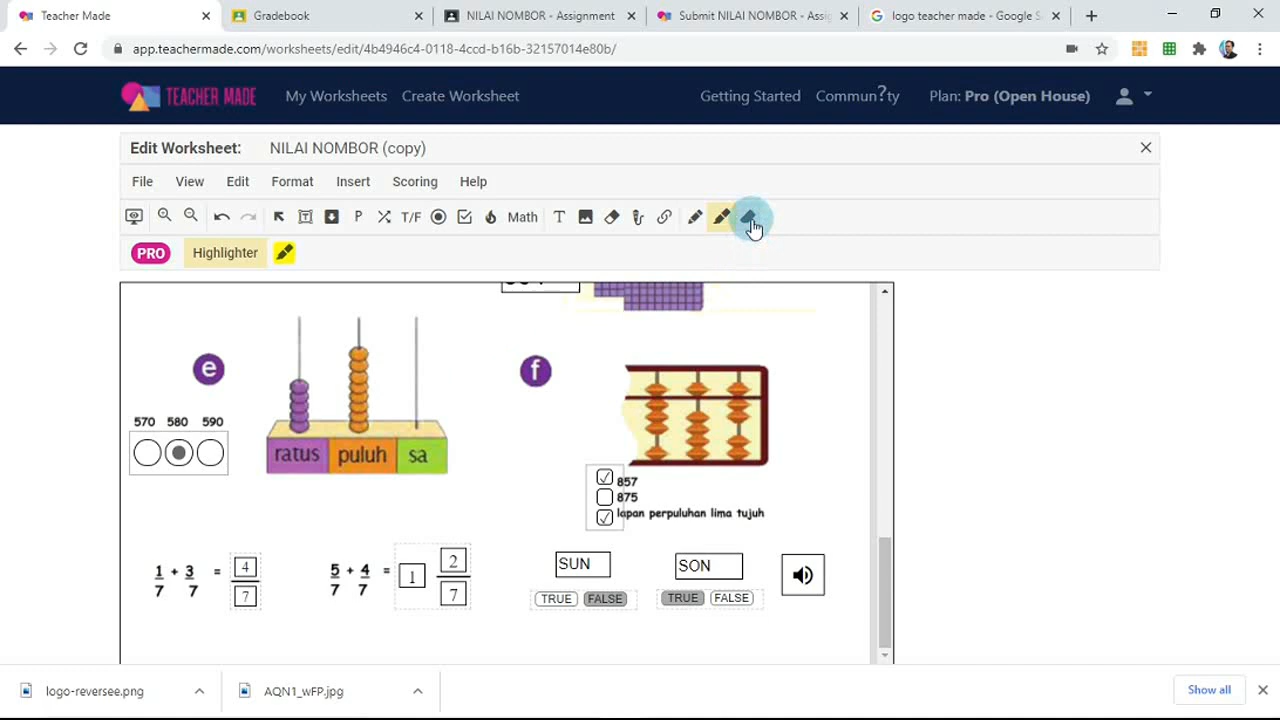 Teacher Made
Gradebook
NILAI NOMBOR - Assignment
Submit NILAI NOMBOR - Assig
logo teacher made - Google S
app.teachermade.com/worksheets/edit/4b4946c4-0118-4ccd-b16b-32157014e80b/
TEACHER MADE
My Worksheets
Create Worksheet
Getting Started
Commun?ty
Plan: Pro (Open House)
Edit Worksheet:
NILAI NOMBOR (copy)
File
View
Edit
Format
Insert
Scoring
Help
P
T/F
Math
T
PRO
Highlighter
e
f
570 580 590
ratus puluh sa
857
875
lapan perpuluhan lima tujuh
1/7 + 3/7 = 4/7
5/7 + 4/7 = 1 2/7
SUN
SON
TRUE FALSE
TRUE FALSE
logo-reversee.png
AQN1_wFP.jpg
Show all